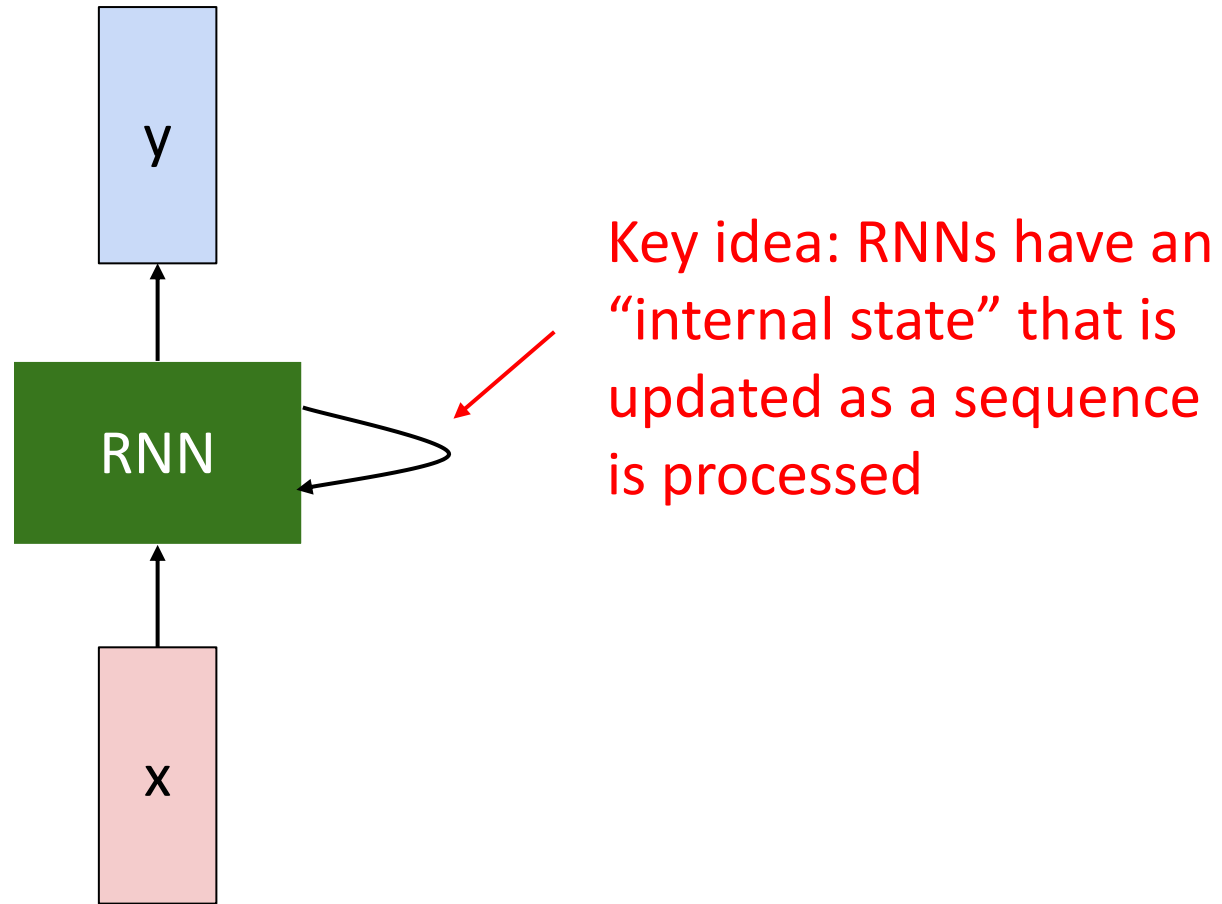 y
Key idea: RNNs have an
“internal state” that is
updated as a sequence
is processed
RNN
x